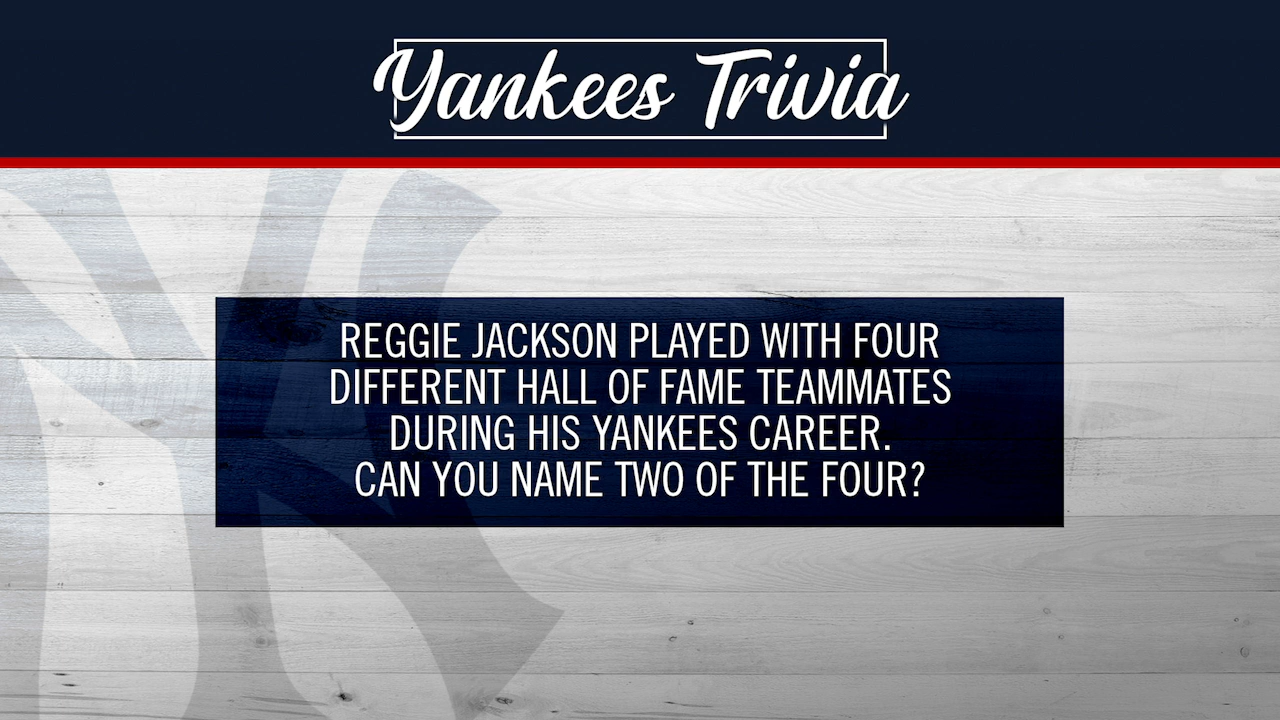 Yankees Trivia
REGGIE JACKSON PLAYED WITH FOUR
DIFFERENT HALL OF FAME TEAMMATES
DURING HIS YANKEES CAREER.
CAN YOU NAME TWO OF THE FOUR?